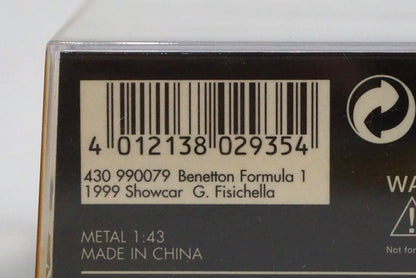 4 012138 029354
430 990079 Benetton Formula 1
1999 Showcar G. Fisichella
METAL 1:43
MADE IN CHINA
WA
Not for